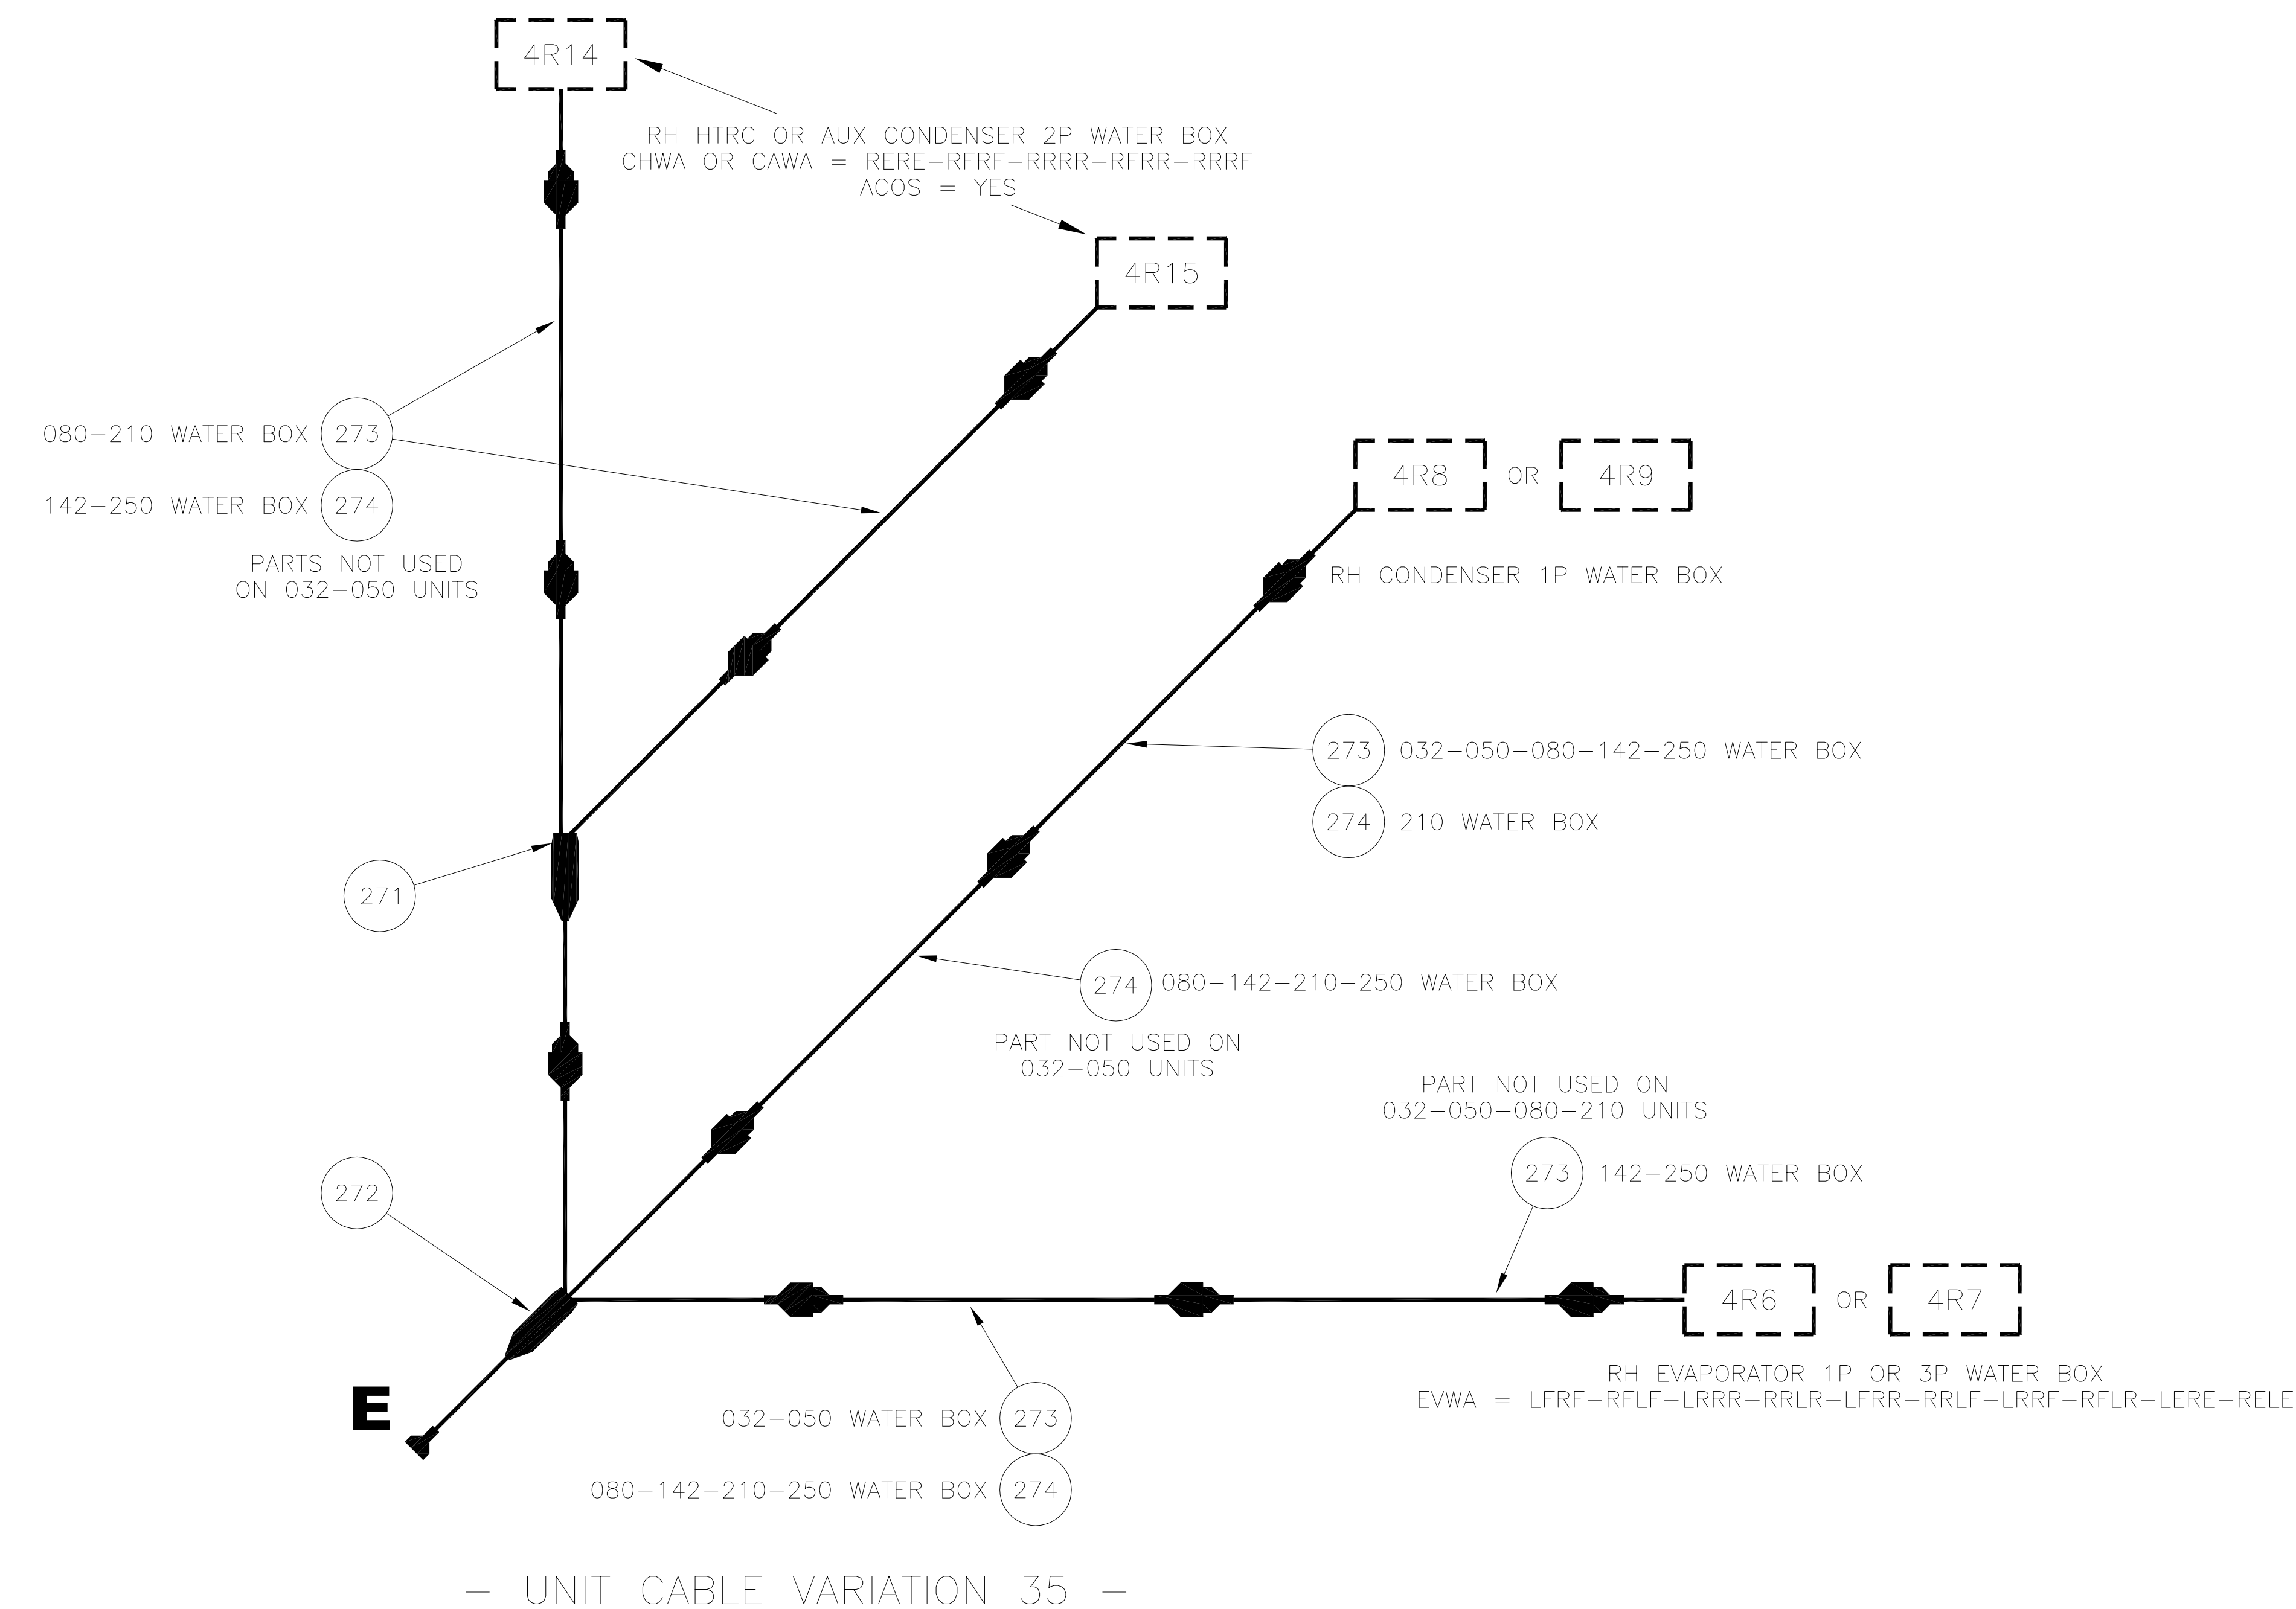 4R14
RH HTRC OR AUX CONDENSER 2P WATER BOX
CHWA OR CAWA = RERE-RFRF-RRRR-RFRR-RRRF
ACOS = YES
4R15
080-210 WATER BOX 273
142-250 WATER BOX 274
PARTS NOT USED
ON 032-050 UNITS
4R8 OR 4R9
RH CONDENSER 1P WATER BOX
273 032-050-080-142-250 WATER BOX
274 210 WATER BOX
271
274 080-142-210-250 WATER BOX
PART NOT USED ON
032-050 UNITS
PART NOT USED ON
032-050-080-210 UNITS
273 142-250 WATER BOX
272
4R6 OR 4R7
RH EVAPORATOR 1P OR 3P WATER BOX
EVWA = LFRF-RFLF-LRRR-RRLR-LFRR-RRLF-LRRF-RFLR-LERE-RELE
E
032-050 WATER BOX 273
080-142-210-250 WATER BOX 274
- UNIT CABLE VARIATION 35 -